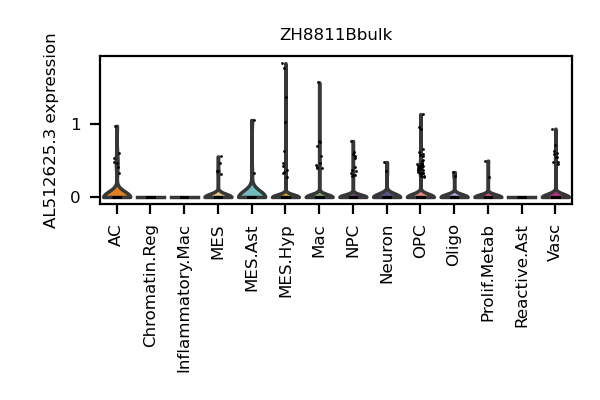 ZH8811Bbulk
AL512625.3 expression
1
0
AC
Chromatin.Reg
Inflammatory.Mac
MES
MES.Ast
MES.Hyp
Mac
NPC
Neuron
OPC
Oligo
Prolif.Metab
Reactive.Ast
Vasc